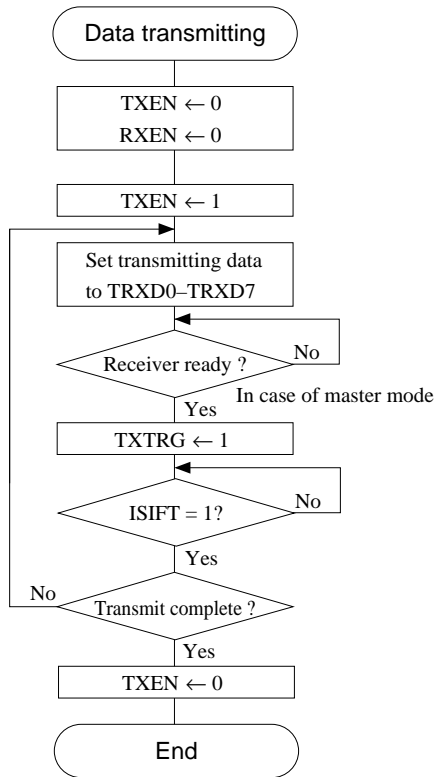 Data transmitting
TXEN ← 0
RXEN ← 0
TXEN ← 1
Set transmitting data
to TRXD0–TRXD7
Receiver ready ?
No
In case of master mode
Yes
TXTRG ← 1
ISIFT = 1?
No
Yes
No
Transmit complete ?
Yes
TXEN ← 0
End